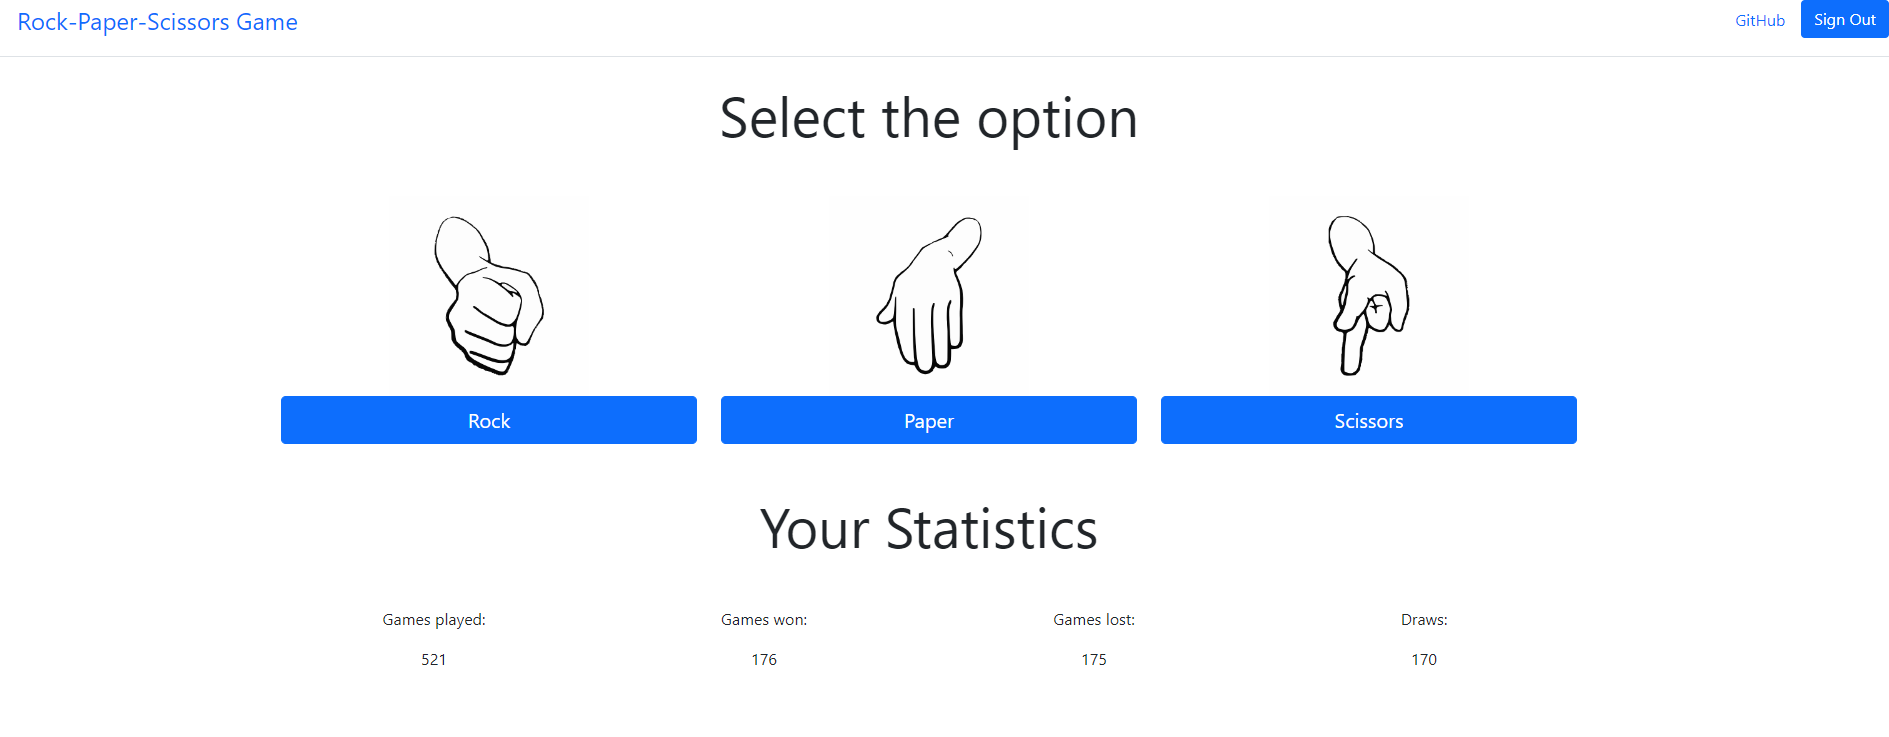 Rock-Paper-Scissors Game
GitHub
Sign Out
Select the option
Rock
Paper
Scissors
Your Statistics
Games played:
Games won:
Games lost:
Draws:
521
176
175
170